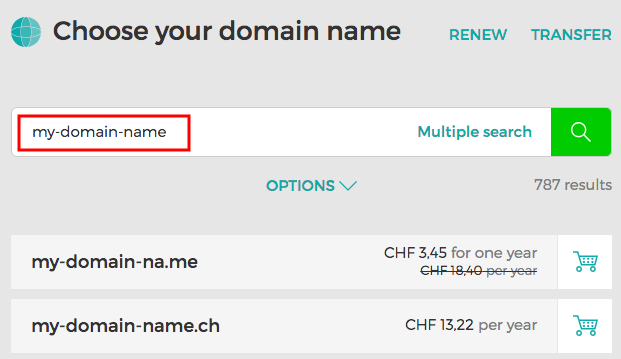 Choose your domain name
RENEW
TRANSFER
my-domain-name
Multiple search
OPTIONS
787 results
my-domain-na.me
CHF 3,45 for one year
CHF 18,40 per year
my-domain-name.ch
CHF 13,22 per year